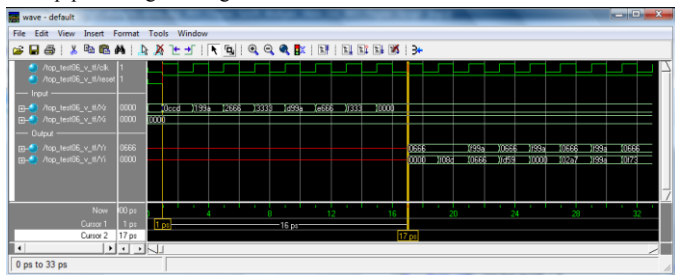 wave - default
File Edit View Insert Format Tools Window
/top_test06_v_tf/clk 1
/top_test06_v_tf/reset 1
Input
/top_test06_v_tf/Xr 0000 0ccd f99a 2666 3333 d99a e666 f333 0000
/top_test06_v_tf/Xi 0000 0000
Output
/top_test06_v_tf/Yr 0666 0666 f99a 0666 f99a 0666 f99a 0666
/top_test06_v_tf/Yi 0000 0000 f08d 0666 fd59 0000 02a7 f99a 0f73
Now 00 ps 4 8 12 16 20 24 28 32
Cursor 1 1 ps 1 ps 16 ps
Cursor 2 17 ps 17 ps
0 ps to 33 ps